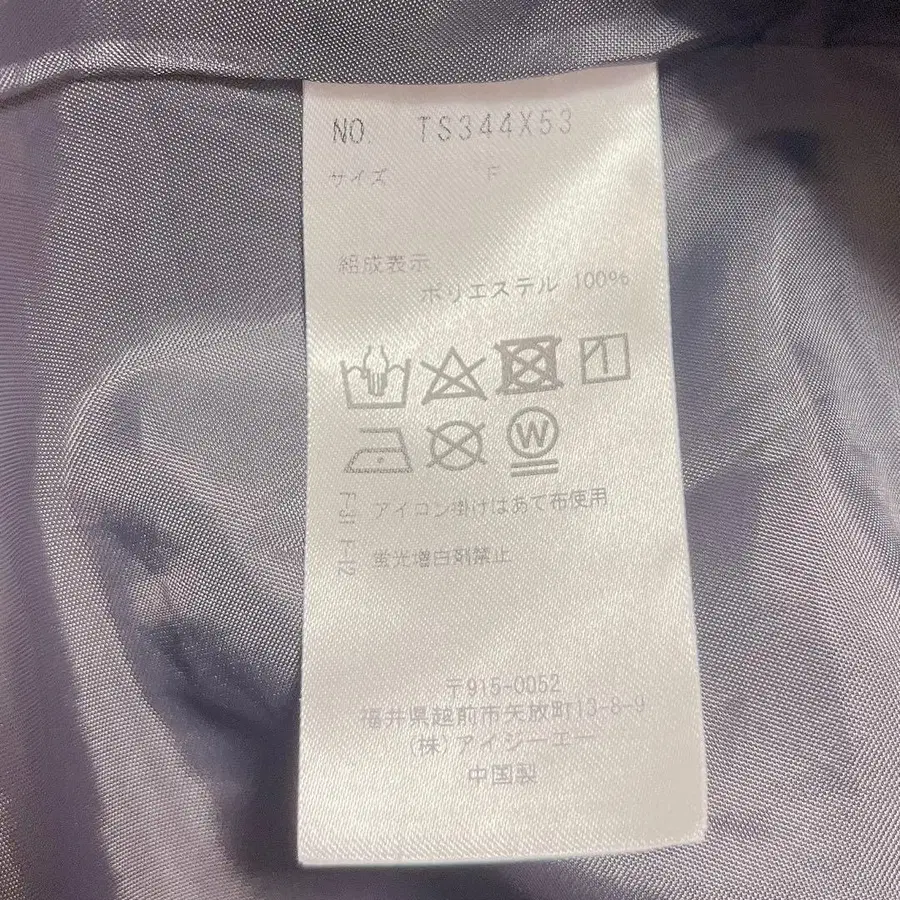 NO. TS344X53
サイズ F
組成表示
ポリエステル 100%
W
アイロン掛けはあて布使用
蛍光増白剤禁止
〒915-0052
福井県越前市矢放町13-8-9
(株)アイジーエー
中国製